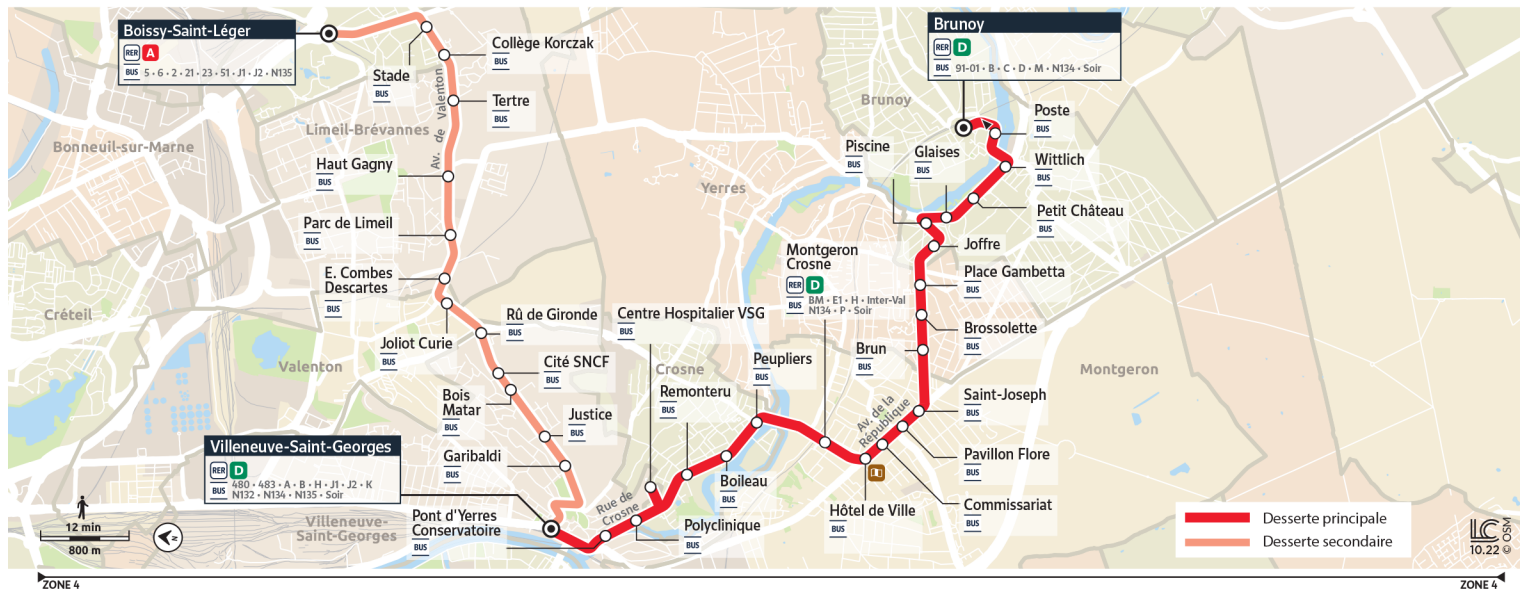 Boissy-Saint-Léger
RER A
BUS 5 • 6 • 2 • 21 • 23 • 51 • J1 • J2 • N135
Stade
BUS
Collège Korczak
BUS
Av. de Valenton
Tertre
BUS
Limeil-Brévannes
Bonneuil-sur-Marne
Haut Gagny
BUS
Parc de Limeil
BUS
E. Combes
Descartes
BUS
Créteil
Joliot Curie
BUS
Valenton
Rû de Gironde
BUS
Cité SNCF
BUS
Bois
Matar
BUS
Justice
BUS
Garibaldi
BUS
Villeneuve-Saint-Georges
RER D
BUS 480 • 483 • A • B • H • J1 • J2 • K
N132 • N134 • N135 • Soir
Villeneuve-
Saint-Georges
Pont d'Yerres
Conservatoire
BUS
Rue de
Crosne
Polyclinique
BUS
Centre Hospitalier VSG
BUS
Crosne
Remonteru
BUS
Boileau
BUS
Peupliers
BUS
Yerres
Montgeron
Crosne
RER D
BUS BM • E1 • H • Inter-Val
N134 • P • Soir
Hôtel de Ville
BUS
Av. de la
République
Commissariat
BUS
Pavillon Flore
BUS
Saint-Joseph
BUS
Brun
BUS
Brossolette
BUS
Place Gambetta
BUS
Joffre
Piscine
BUS
Glaises
BUS
Petit Château
BUS
Wittlich
BUS
Poste
BUS
Brunoy
Brunoy
RER D
BUS 91-01 • B • C • D • M • N134 • Soir
Montgeron
Desserte principale
Desserte secondaire
12 min
800 m
N
LC
10.22 © OSM
ZONE 4
ZONE 4